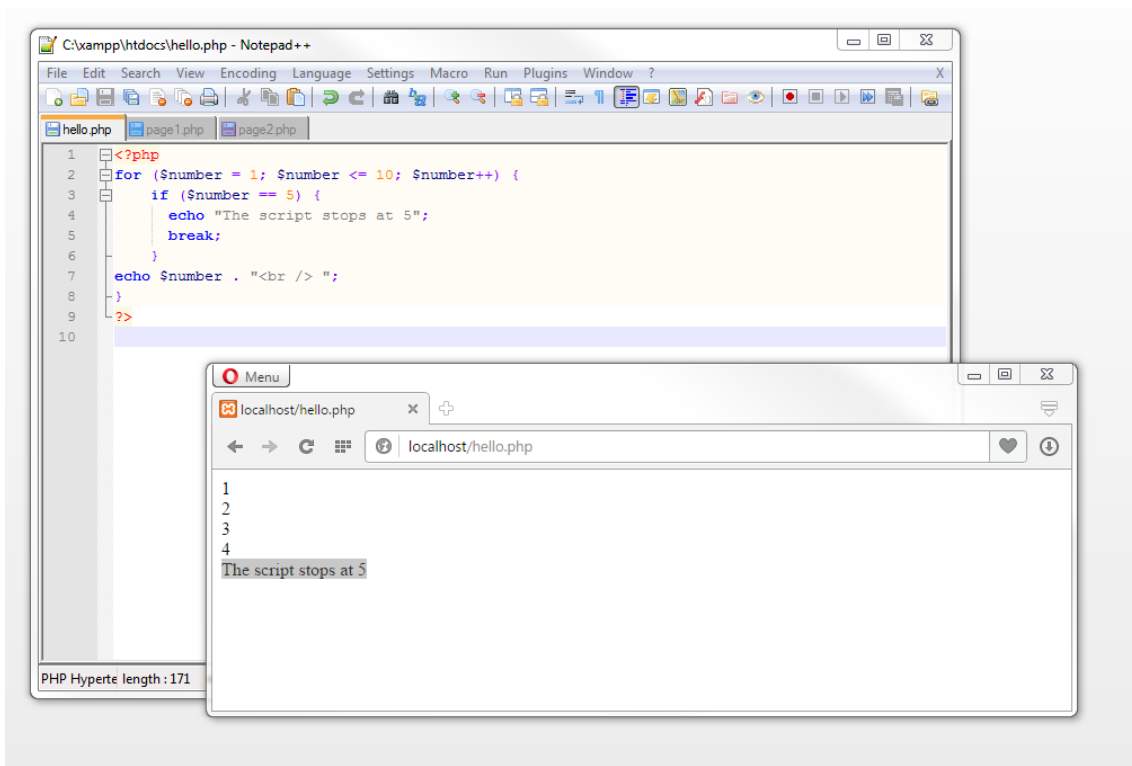 C:\xampp\htdocs\hello.php - Notepad++
File Edit Search View Encoding Language Settings Macro Run Plugins Window ? X
hello.php page1.php page2.php
1 <?php
2 for ($number = 1; $number <= 10; $number++) {
3 if ($number == 5) {
4 echo "The script stops at 5";
5 break;
6 }
7 echo $number . "<br /> ";
8 }
9 ?>
10
Menu
localhost/hello.php
localhost/hello.php
1
2
3
4
The script stops at 5
PHP Hyperte length : 171